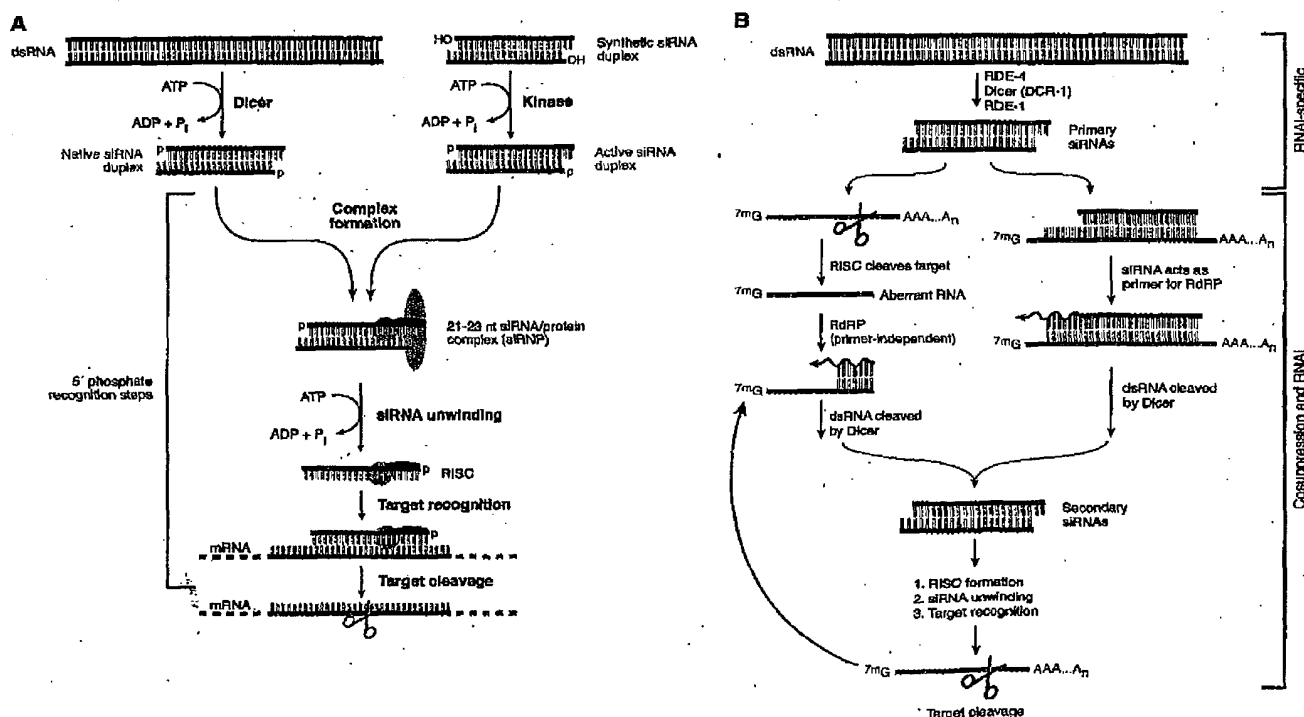 A
dsRNA
HO
OH
Synthetic siRNA
duplex
ATP
Dicer
ADP + Pi
ATP
Kinase
ADP + Pi
Native siRNA
duplex
P
P
P
P
Active siRNA
duplex
Complex
formation
P
21-23 nt siRNA/protein
complex (siRNP)
5′ phosphate
recognition steps
ATP
siRNA unwinding
ADP + Pi
P
RISC
Target recognition
P
mRNA
Target cleavage
mRNA
B
dsRNA
RDE-4
Dicer (DCR-1)
RDE-1
Primary
siRNAs
RNAi-specific
7mG
AAA...An
7mG
AAA...An
RISC cleaves target
siRNA acts as
primer for RdRP
7mG
Aberrant RNA
RdRP
(primer-independent)
7mG
AAA...An
7mG
dsRNA cleaved
by Dicer
dsRNA cleaved
by Dicer
Secondary
siRNAs
1. RISC formation
2. siRNA unwinding
3. Target recognition
7mG
AAA...An
Target cleavage
Cosuppression and RNAi